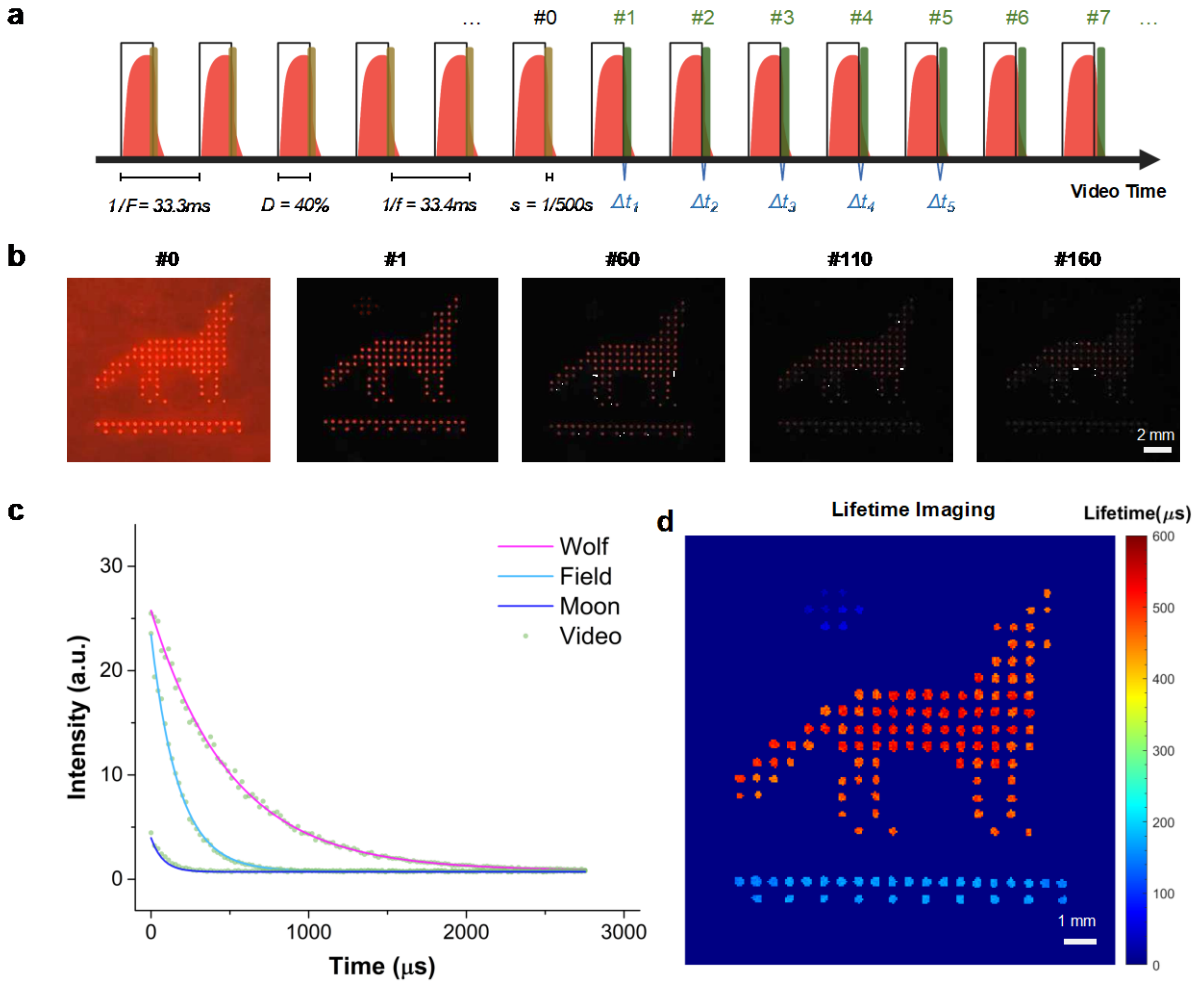 a
… #0 #1 #2 #3 #4 #5 #6 #7 …
Video Time
1/F= 33.3ms D = 40% 1/f = 33.4ms s = 1/500s Δt1 Δt2 Δt3 Δt4 Δt5
b
#0 #1 #60 #110 #160
2 mm
c
Intensity (a.u.)
30
20
10
0
Wolf
Field
Moon
Video
0 1000 2000 3000
Time (μs)
d
Lifetime Imaging
Lifetime(μs)
600
500
400
300
200
100
0
1 mm